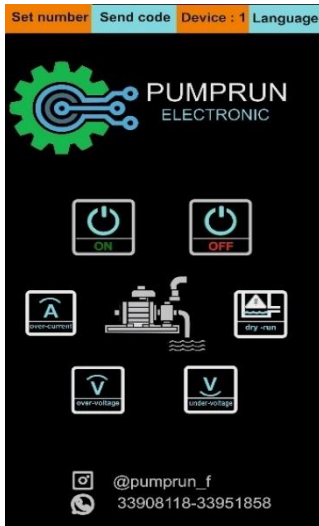 Set number Send code Device : 1 Language
PUMPRUN
ELECTRONIC
ON OFF
A
over-current
dry -run
V V
over-voltage under-voltage
@pumprun_f
33908118-33951858